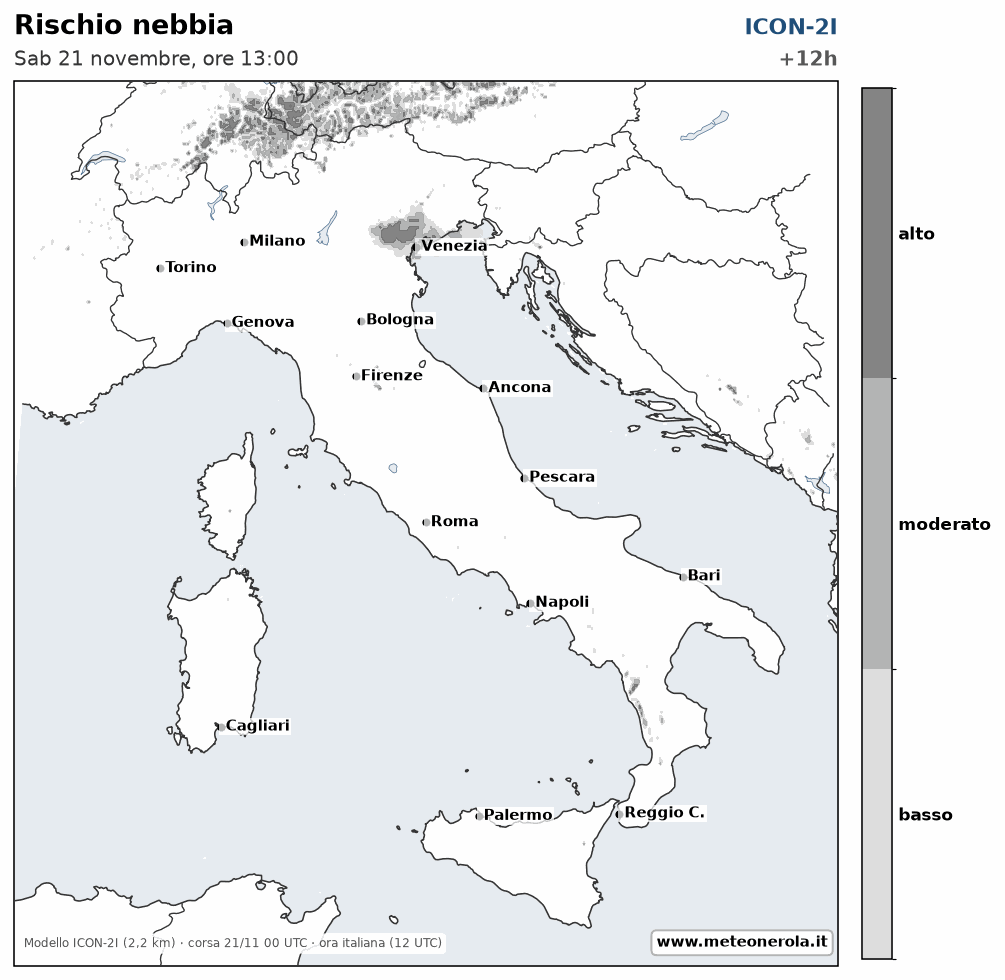 Rischio nebbia
ICON-2I
Sab 21 novembre, ore 13:00
+12h
Milano
Venezia
Torino
Genova
Bologna
Firenze
Ancona
Pescara
Roma
Bari
Napoli
Cagliari
Palermo
Reggio C.
alto
moderato
basso
Modello ICON-2I (2,2 km) · corsa 21/11 00 UTC · ora italiana (12 UTC)
www.meteonerola.it